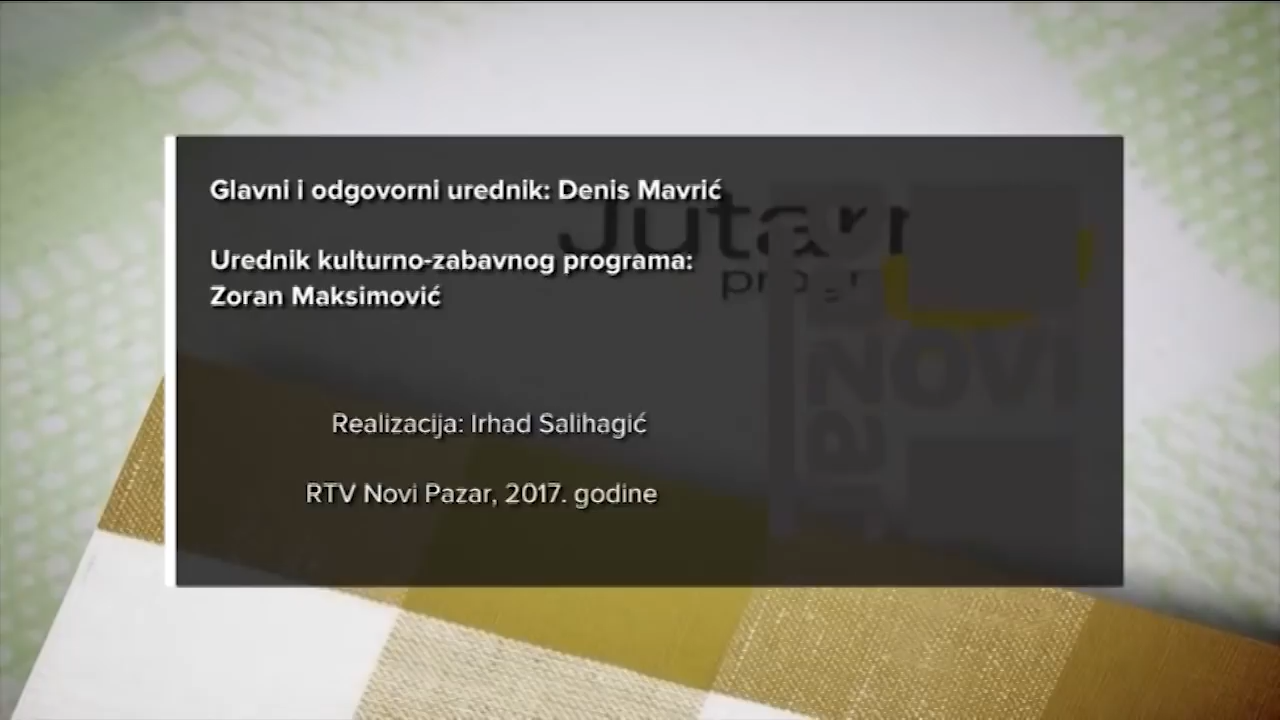 Glavni i odgovorni urednik: Denis Mavrić
Urednik kulturno-zabavnog programa:
Zoran Maksimović
Realizacija: Irhad Salihagić
RTV Novi Pazar, 2017. godine
NOVI